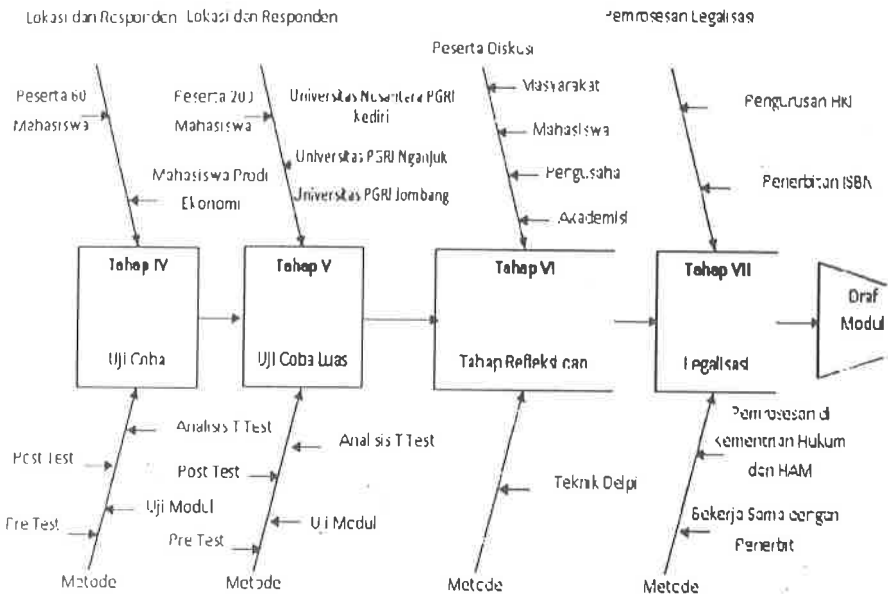 Lokasi dan Responden Lokasi dan Responden
Pemrosesan Legalisasi
Peserta Diskusi
Peserta 60
Mahasiswa
Mahasiswa Prodi
Ekonomi
Peserta 200
Mahasiswa
Universitas Nusantara PGRI
kediri
Universitas PGRI Nganjuk
Universitas PGRI Jombang
Masyarakat
Mahasiswa
Pengusaha
Akademisi
Pengurusan HKI
Penerbitan ISBN
Tahap IV
Uji Coba
Tahap V
Uji Coba Luas
Tahap VI
Tahap Refleksi dan
Tahap VII
Legalisasi
Draf
Modul
Analisis T Test
Post Test
Uji Modul
Pre Test
Metode
Analisis T Test
Post Test
Uji Modul
Pre Test
Metode
Teknik Delpi
Metode
Pemrosesan di
Kementrian Hukum
dan HAM
Bekerja Sama dengan
Penerbit
Metode